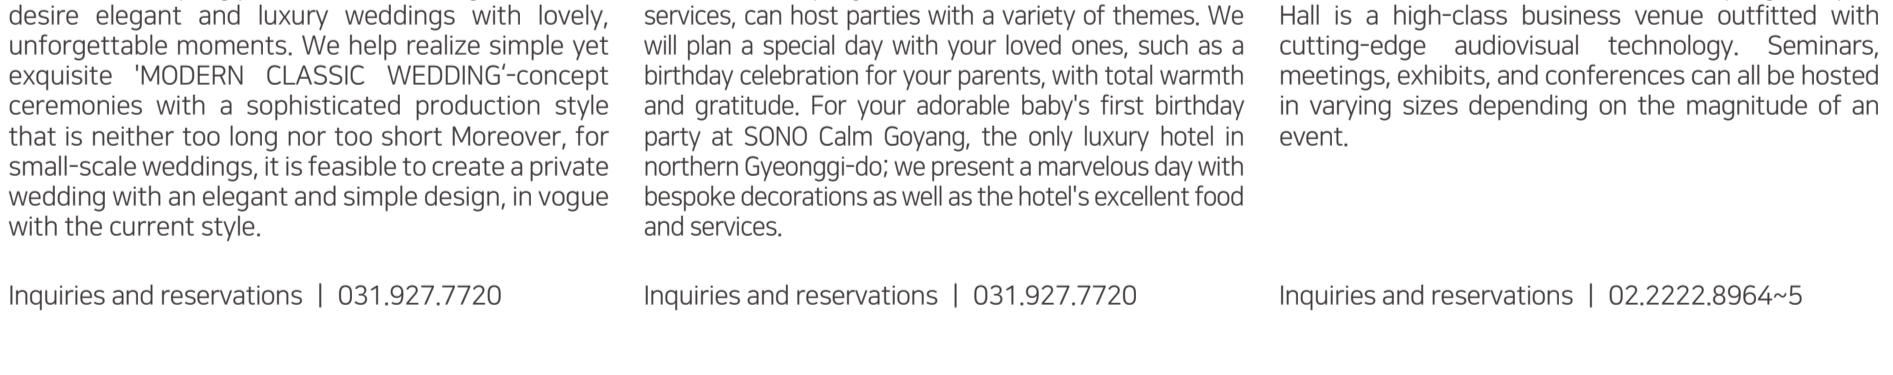 desire elegant and luxury weddings with lovely,
unforgettable moments. We help realize simple yet
exquisite 'MODERN CLASSIC WEDDING'-concept
ceremonies with a sophisticated production style
that is neither too long nor too short Moreover, for
small-scale weddings, it is feasible to create a private
wedding with an elegant and simple design, in vogue
with the current style.
Inquiries and reservations | 031.927.7720
services, can host parties with a variety of themes. We
will plan a special day with your loved ones, such as a
birthday celebration for your parents, with total warmth
and gratitude. For your adorable baby's first birthday
party at SONO Calm Goyang, the only luxury hotel in
northern Gyeonggi-do; we present a marvelous day with
bespoke decorations as well as the hotel's excellent food
and services.
Inquiries and reservations | 031.927.7720
Hall is a high-class business venue outfitted with
cutting-edge audiovisual technology. Seminars,
meetings, exhibits, and conferences can all be hosted
in varying sizes depending on the magnitude of an
event.
Inquiries and reservations | 02.2222.8964~5